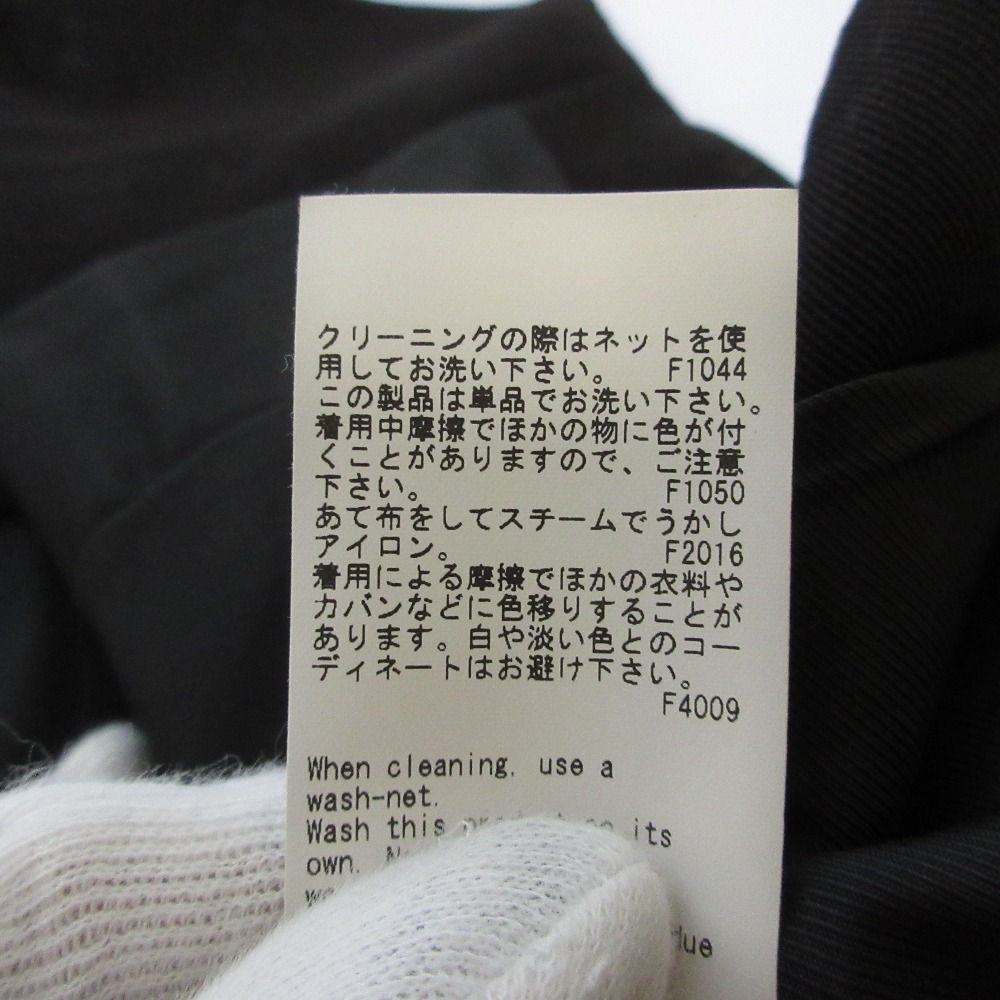 クリーニングの際はネットを使
用してお洗い下さい。 F1044
この製品は単品でお洗い下さい。
着用中摩擦でほかの物に色が付
くことがありますので、ご注意
下さい。 F1050
あて布をしてスチームでうかし
アイロン。 F2016
着用による摩擦でほかの衣料や
カバンなどに色移りすることが
あります。白や淡い色とのコー
ディネートはお避け下さい。
F4009
When cleaning, use a
wash-net.
Wash this its
own.